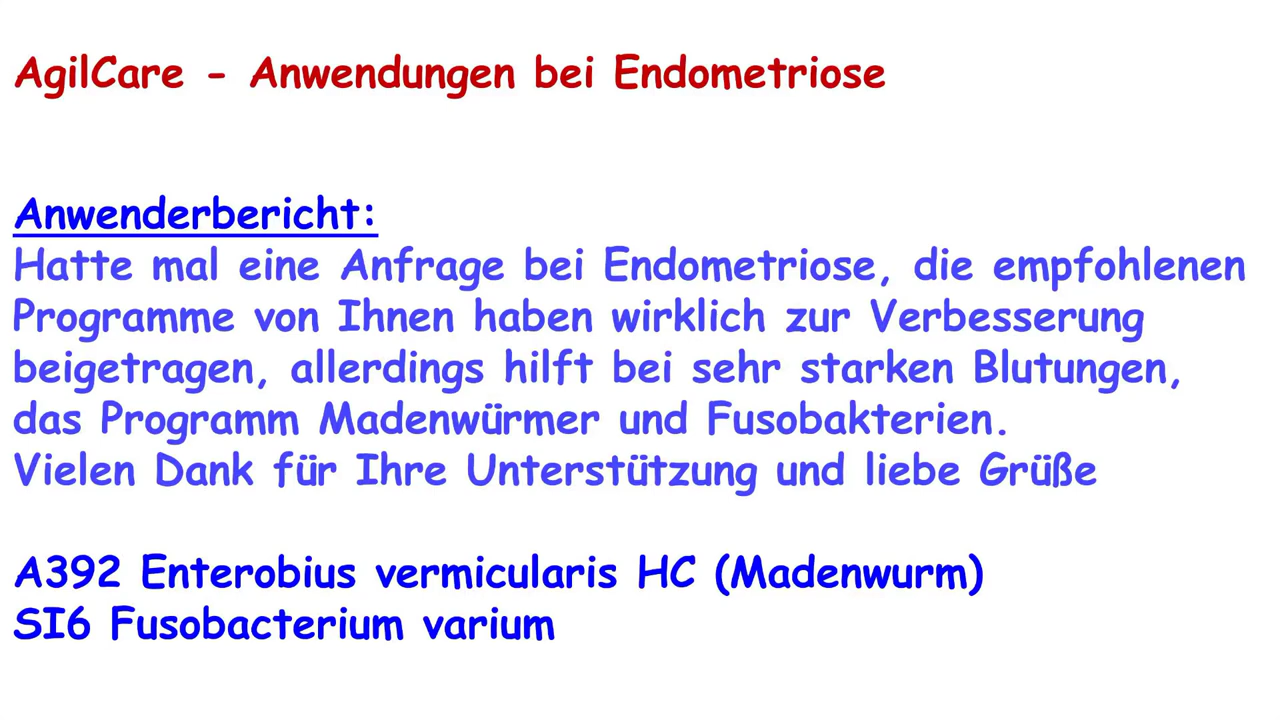 AgilCare - Anwendungen bei Endometriose
Anwenderbericht:
Hatte mal eine Anfrage bei Endometriose, die empfohlenen
Programme von Ihnen haben wirklich zur Verbesserung
beigetragen, allerdings hilft bei sehr starken Blutungen,
das Programm Madenwürmer und Fusobakterien.
Vielen Dank für Ihre Unterstützung und liebe Grüße
A392 Enterobius vermicularis HC (Madenwurm)
SI6 Fusobacterium varium